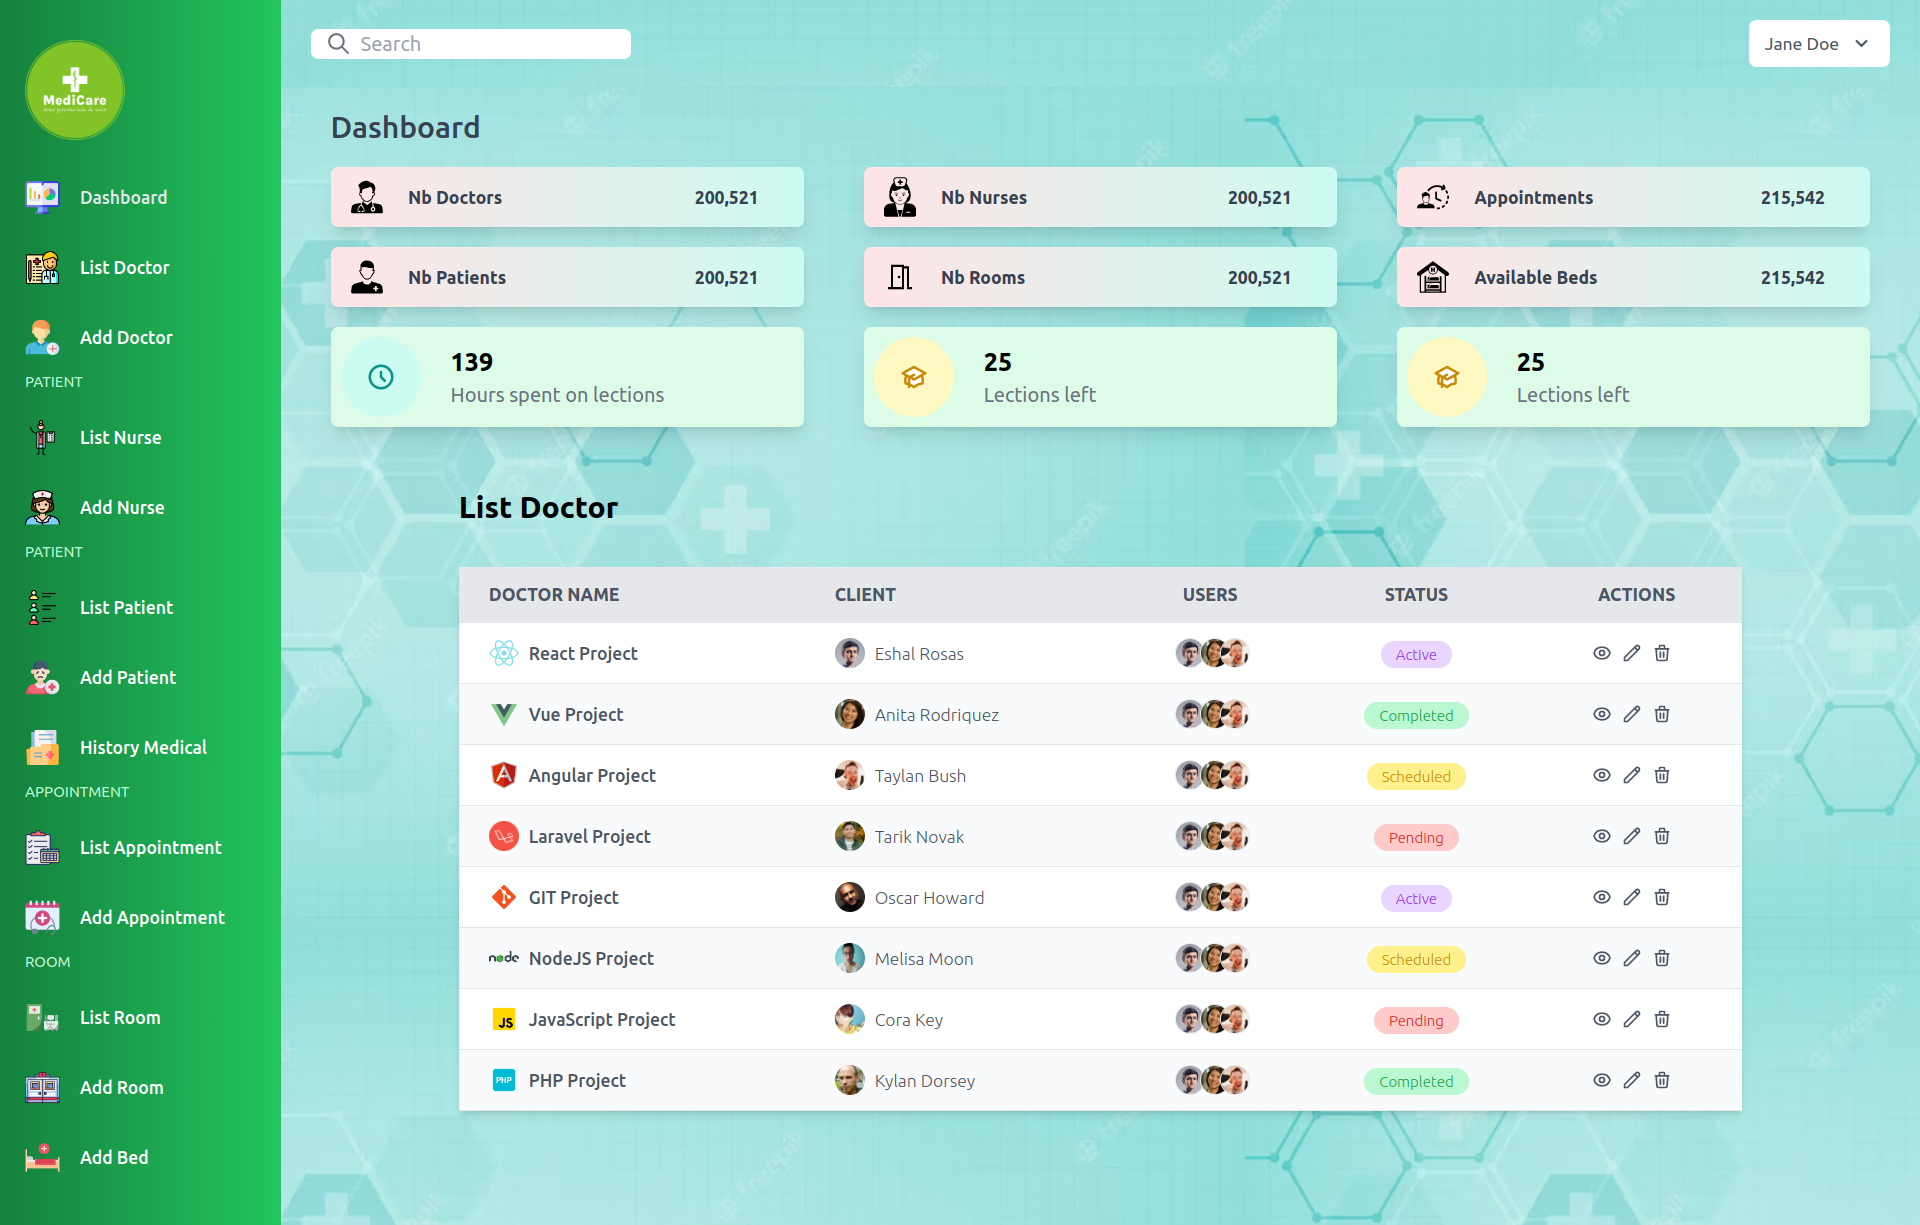 MediCare
Dashboard
List Doctor
Add Doctor
PATIENT
List Nurse
Add Nurse
PATIENT
List Patient
Add Patient
History Medical
APPOINTMENT
List Appointment
Add Appointment
ROOM
List Room
Add Room
Add Bed
Search
Jane Doe
Dashboard
Nb Doctors 200,521
Nb Nurses 200,521
Appointments 215,542
Nb Patients 200,521
Nb Rooms 200,521
Available Beds 215,542
139
Hours spent on lections
25
Lections left
25
Lections left
List Doctor
DOCTOR NAME CLIENT USERS STATUS ACTIONS
React Project Eshal Rosas Active
Vue Project Anita Rodriquez Completed
Angular Project Taylan Bush Scheduled
Laravel Project Tarik Novak Pending
GIT Project Oscar Howard Active
node NodeJS Project Melisa Moon Scheduled
JS JavaScript Project Cora Key Pending
PHP PHP Project Kylan Dorsey Completed
freepik